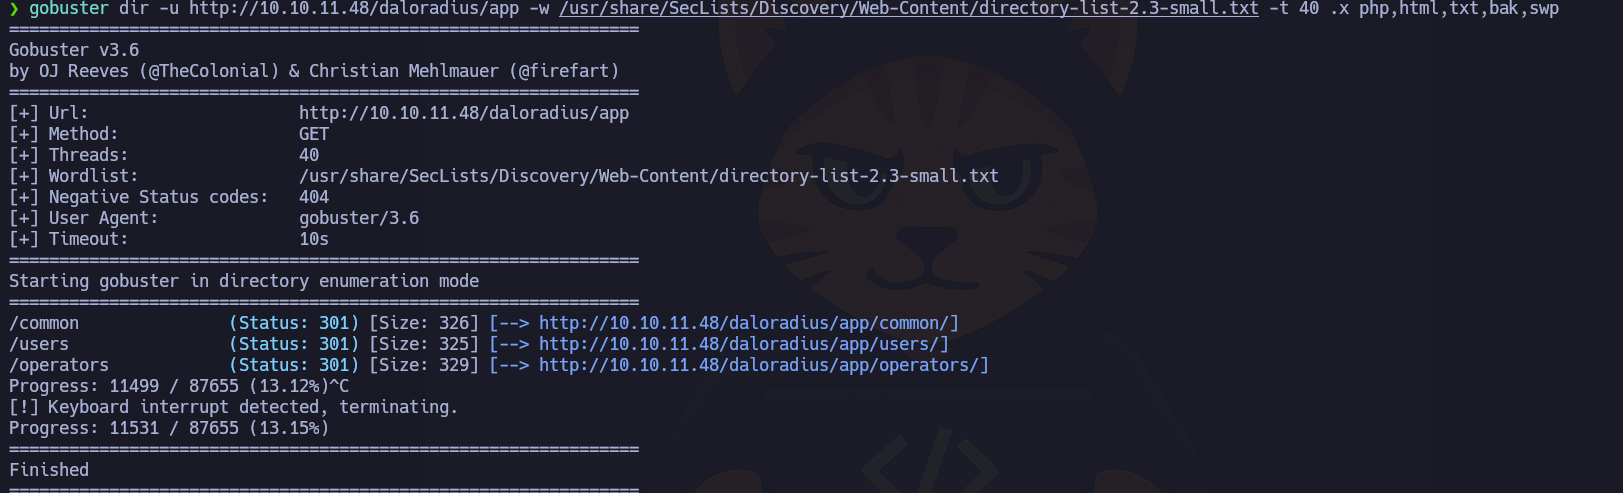 ❯ gobuster dir -u http://10.10.11.48/daloradius/app -w /usr/share/SecLists/Discovery/Web-Content/directory-list-2.3-small.txt -t 40 .x php,html,txt,bak,swp
===============================================================
Gobuster v3.6
by OJ Reeves (@TheColonial) & Christian Mehlmauer (@firefart)
===============================================================
[+] Url:                     http://10.10.11.48/daloradius/app
[+] Method:                  GET
[+] Threads:                 40
[+] Wordlist:                /usr/share/SecLists/Discovery/Web-Content/directory-list-2.3-small.txt
[+] Negative Status codes:   404
[+] User Agent:              gobuster/3.6
[+] Timeout:                 10s
===============================================================
Starting gobuster in directory enumeration mode
===============================================================
/common               (Status: 301) [Size: 326] [--> http://10.10.11.48/daloradius/app/common/]
/users                (Status: 301) [Size: 325] [--> http://10.10.11.48/daloradius/app/users/]
/operators            (Status: 301) [Size: 329] [--> http://10.10.11.48/daloradius/app/operators/]
Progress: 11499 / 87655 (13.12%)^C
[!] Keyboard interrupt detected, terminating.
Progress: 11531 / 87655 (13.15%)
===============================================================
Finished
===============================================================